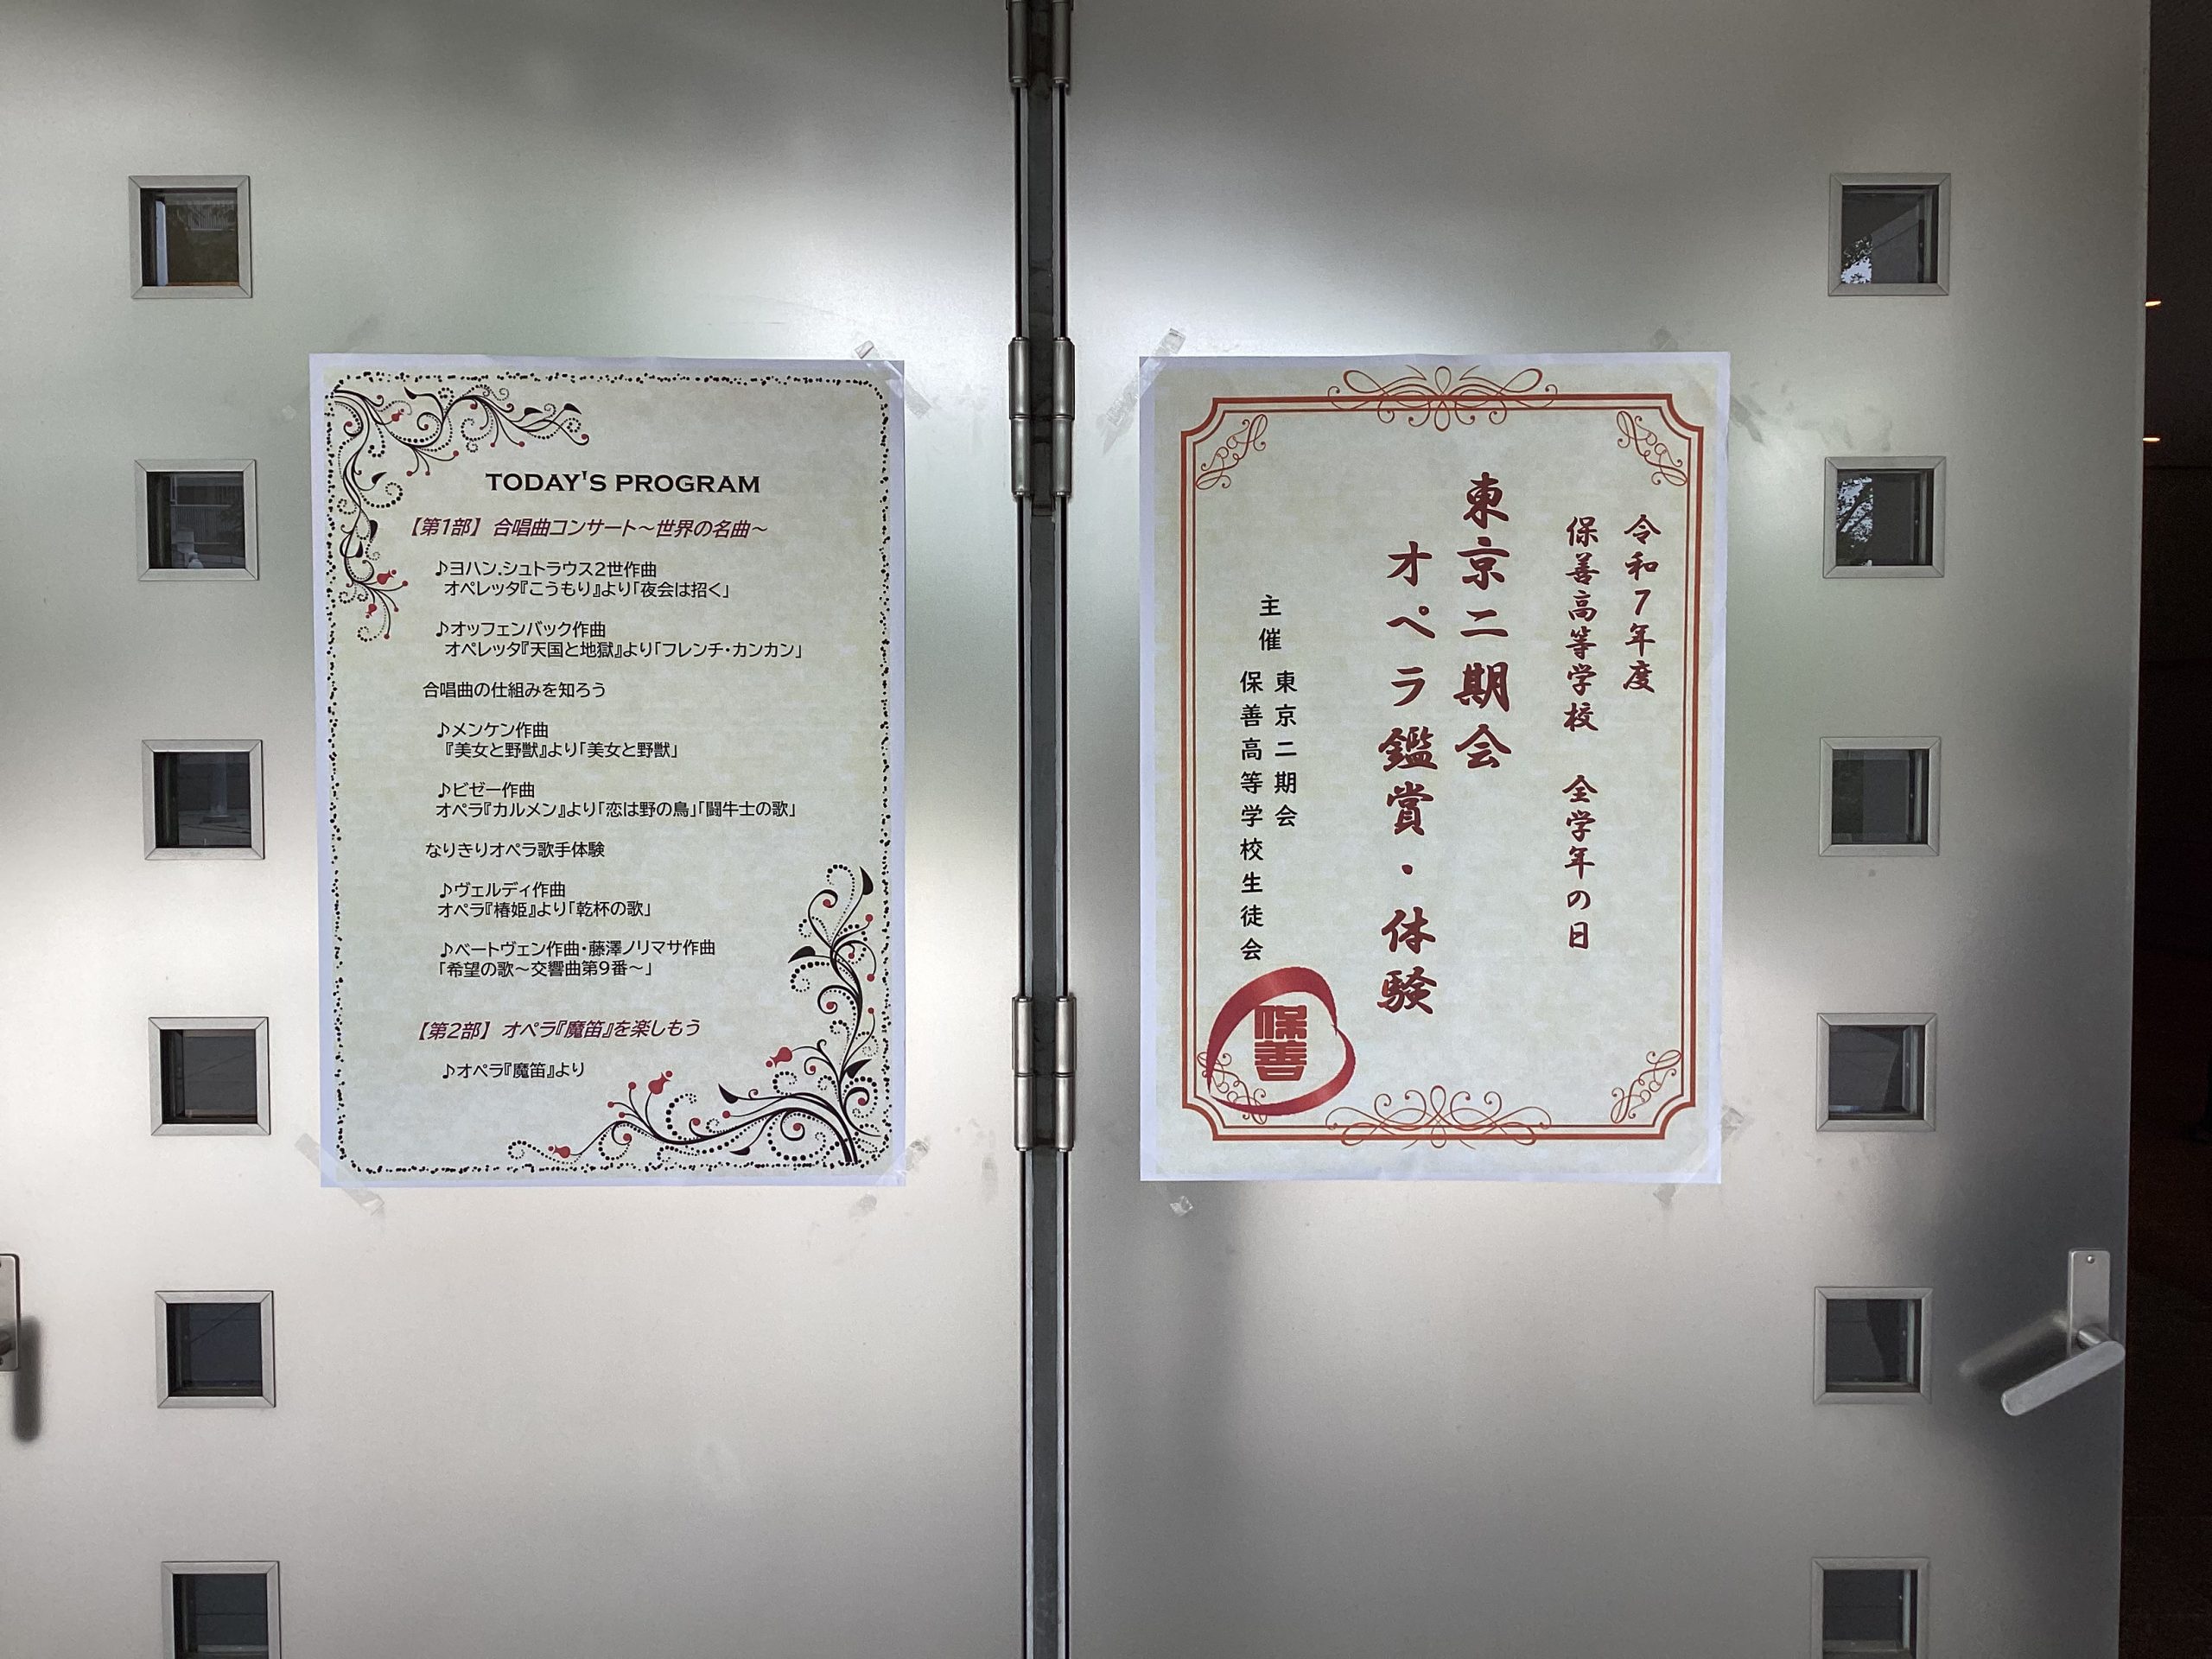 TODAY'S PROGRAM
【第1部】 合唱曲コンサート～世界の名曲～
♪ヨハン.シュトラウス2世作曲
オペレッタ『こうもり』より「夜会は招く」
♪オッフェンバック作曲
オペレッタ『天国と地獄』より「フレンチ・カンカン」
合唱曲の仕組みを知ろう
♪メンケン作曲
『美女と野獣』より「美女と野獣」
♪ビゼー作曲
オペラ『カルメン』より「恋は野の鳥」「闘牛士の歌」
なりきりオペラ歌手体験
♪ヴェルディ作曲
オペラ『椿姫』より「乾杯の歌」
♪ベートヴェン作曲・藤澤ノリマサ作曲
「希望の歌～交響曲第9番～」
【第2部】 オペラ『魔笛』を楽しもう
♪オペラ『魔笛』より
令和7年度
保善高等学校 全学年の日
東京二期会
オペラ鑑賞・体験
主催
東京二期会
保善高等学校生徒会
保善